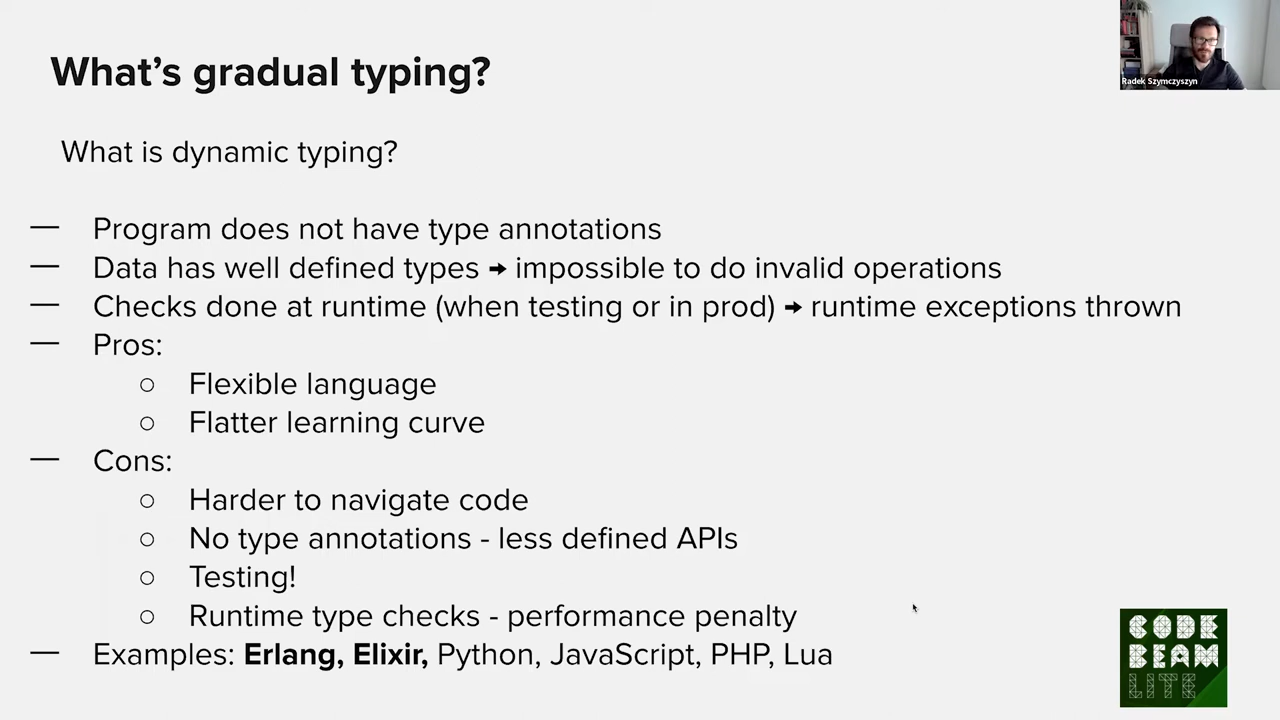 What's gradual typing?
Radek Szymczyszyn
What is dynamic typing?
— Program does not have type annotations
— Data has well defined types → impossible to do invalid operations
— Checks done at runtime (when testing or in prod) → runtime exceptions thrown
— Pros:
○ Flexible language
○ Flatter learning curve
— Cons:
○ Harder to navigate code
○ No type annotations - less defined APIs
○ Testing!
○ Runtime type checks - performance penalty
— Examples: Erlang, Elixir, Python, JavaScript, PHP, Lua
CODE
BEAM
LITE